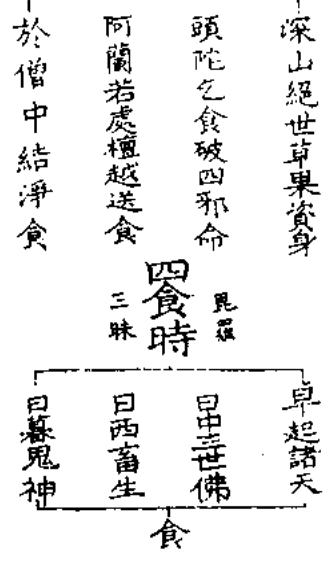 深山絕世草果資身
頭陀乞食破四邪命
阿蘭若處檀越送食
於僧中結淨食
四食時
毘羅
三昧
早起諸天
日中三世佛
日西畜生
日暮鬼神
食